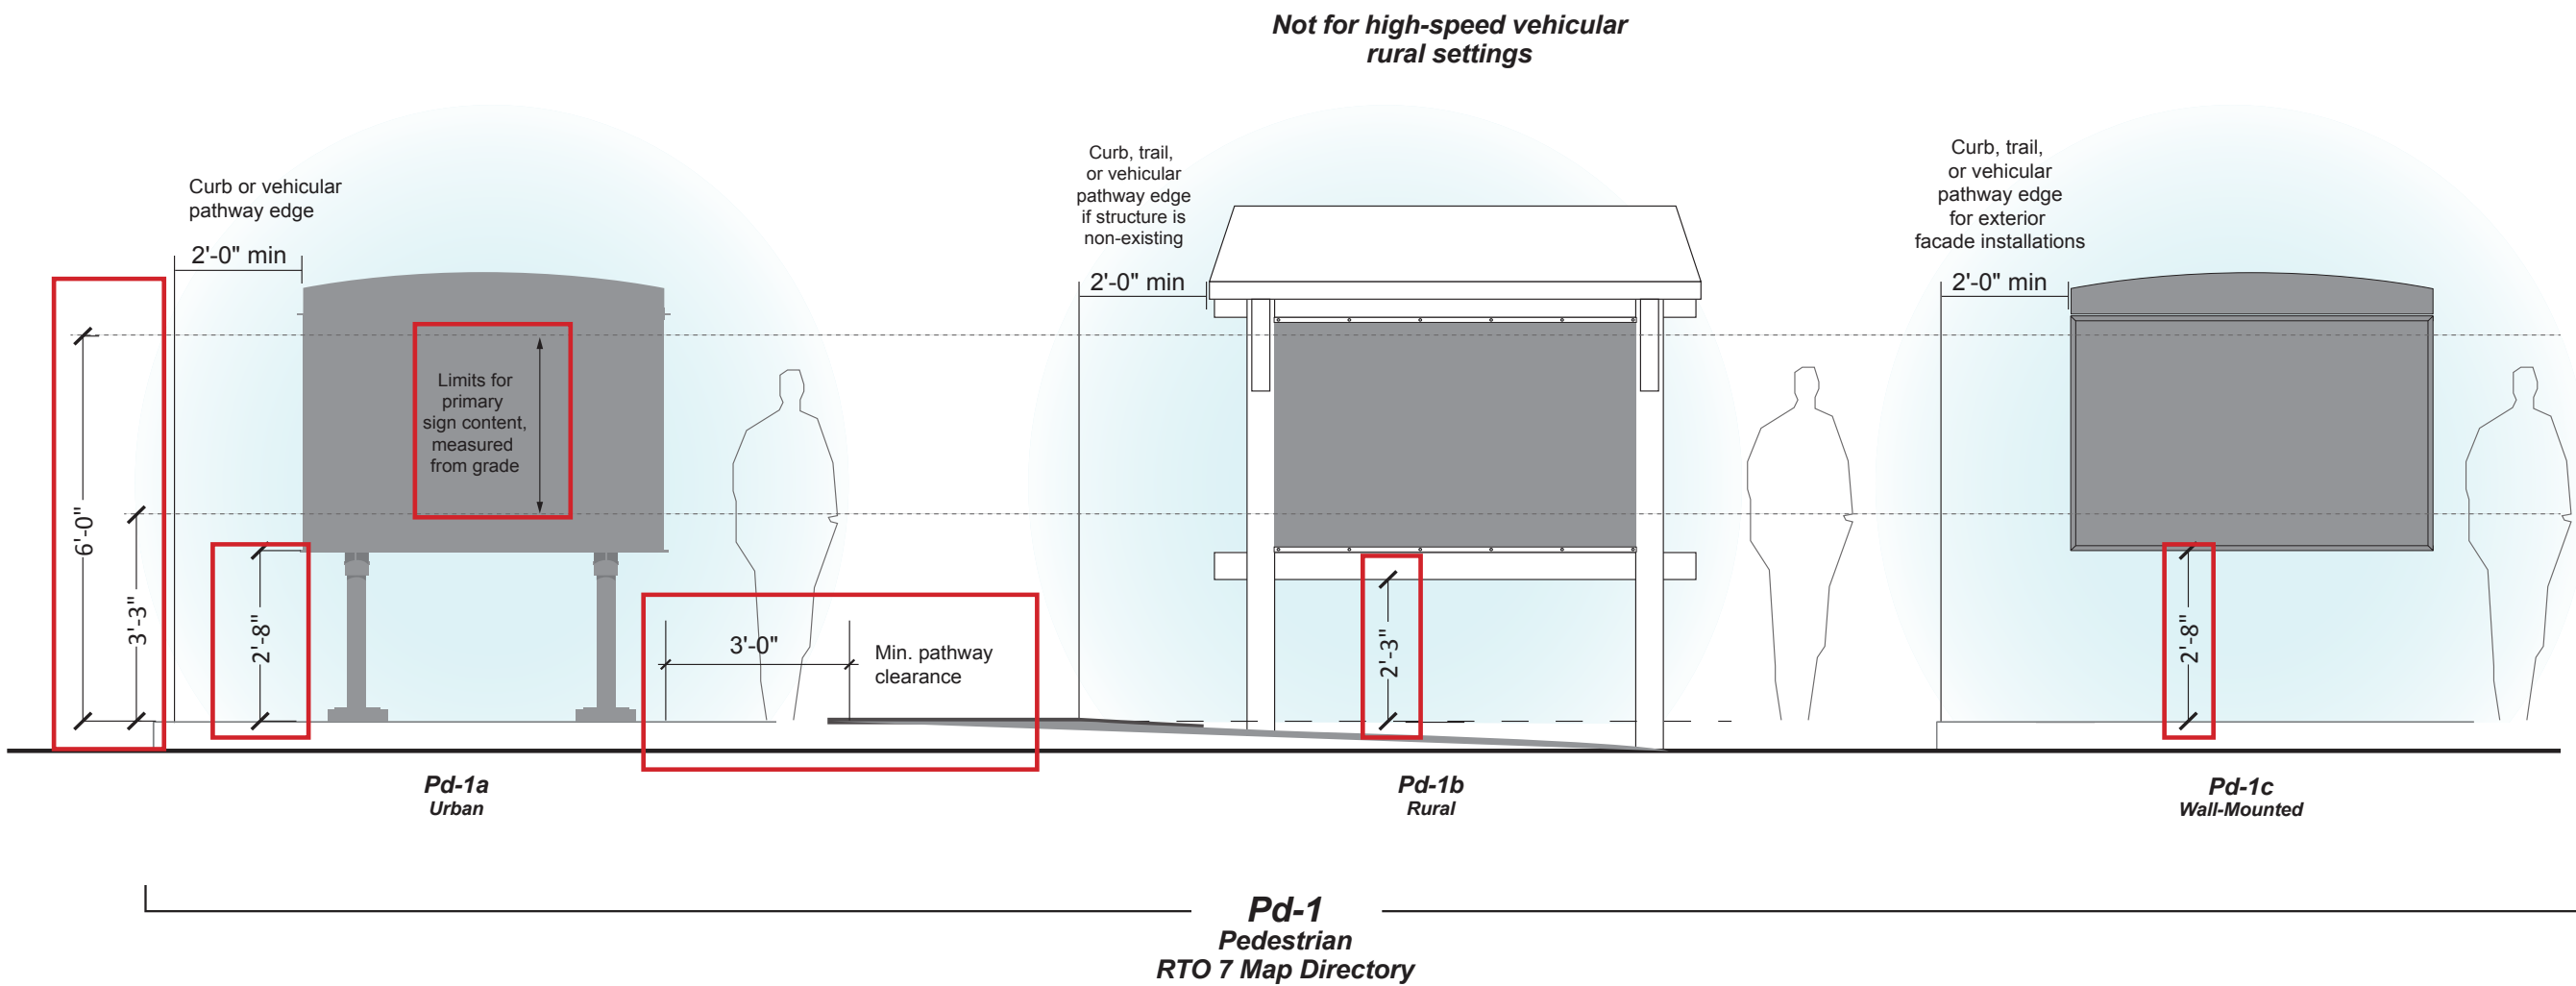 Not for high-speed vehicular
rural settings
Curb or vehicular
pathway edge
2'-0" min
Limits for
primary
sign content,
measured
from grade
6'-0"
3'-3"
2'-8"
3'-0"
Min. pathway
clearance
Pd-1a
Urban
Curb, trail,
or vehicular
pathway edge
if structure is
non-existing
2'-0" min
2'-3"
Pd-1b
Rural
Curb, trail,
or vehicular
pathway edge
for exterior
facade installations
2'-0" min
2'-8"
Pd-1c
Wall-Mounted
Pd-1
Pedestrian
RTO 7 Map Directory